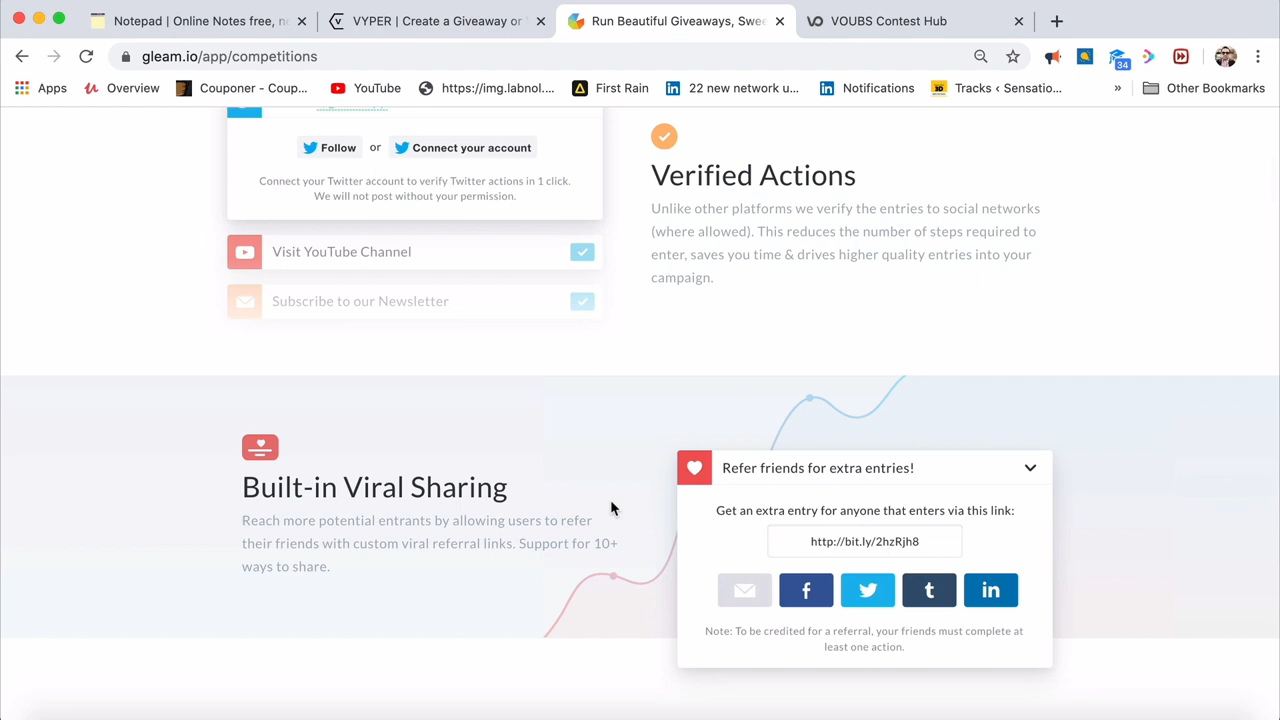 Notepad | Online Notes free, n
VYPER | Create a Giveaway or
Run Beautiful Giveaways, Swee
VOUBS Contest Hub
gleam.io/app/competitions
34
Apps
Overview
Couponer - Coup...
YouTube
https://img.labnol....
First Rain
22 new network u...
Notifications
Tracks ‹ Sensatio...
»
Other Bookmarks
Follow or Connect your account
Connect your Twitter account to verify Twitter actions in 1 click.
We will not post without your permission.
Visit YouTube Channel
Subscribe to our Newsletter
Verified Actions
Unlike other platforms we verify the entries to social networks
(where allowed). This reduces the number of steps required to
enter, saves you time & drives higher quality entries into your
campaign.
Built-in Viral Sharing
Reach more potential entrants by allowing users to refer
their friends with custom viral referral links. Support for 10+
ways to share.
Refer friends for extra entries!
Get an extra entry for anyone that enters via this link:
http://bit.ly/2hzRjh8
Note: To be credited for a referral, your friends must complete at
least one action.